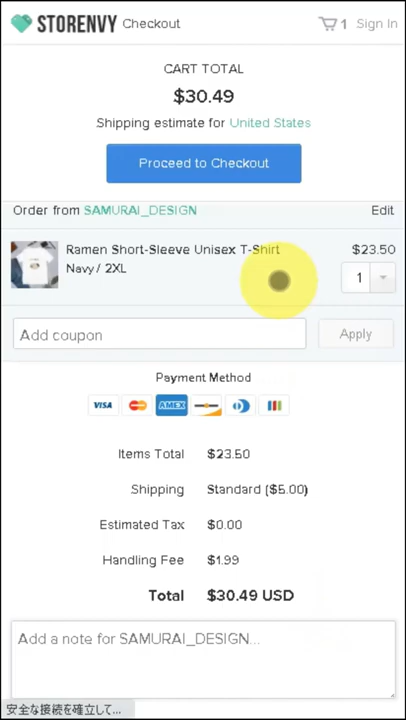 STORENVY Checkout 1 Sign In
CART TOTAL
$30.49
Shipping estimate for United States
Proceed to Checkout
Order from SAMURAI_DESIGN Edit
Ramen Short-Sleeve Unisex T-Shirt $23.50
Navy / 2XL
1
Add coupon Apply
Payment Method
VISA AMEX
Items Total $23.50
Shipping Standard ($5.00)
Estimated Tax $0.00
Handling Fee $1.99
Total $30.49 USD
Add a note for SAMURAI_DESIGN...
安全な接続を確立して...